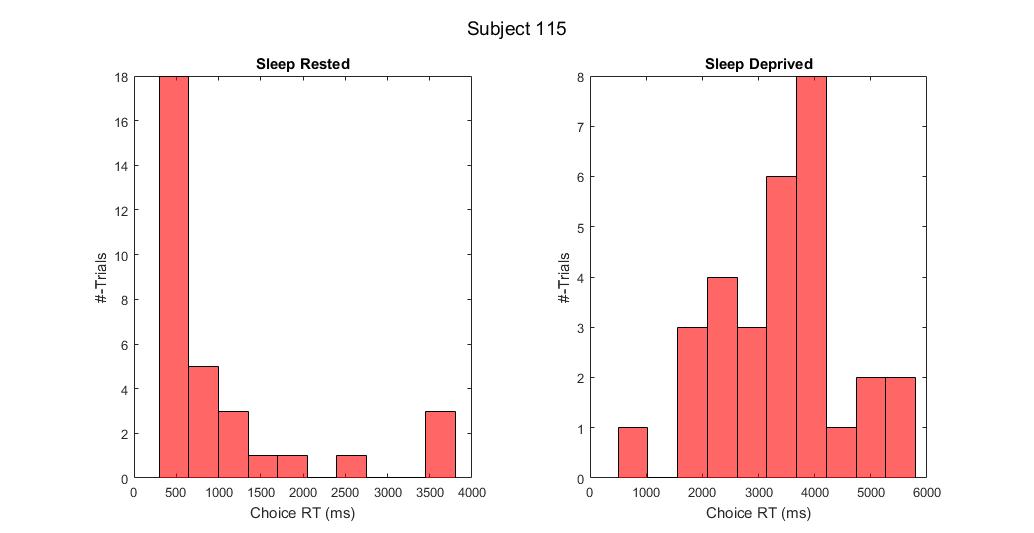 Subject 115
Sleep Rested
18
16
14
12
10
8
6
4
2
0
#-Trials
0 500 1000 1500 2000 2500 3000 3500 4000
Choice RT (ms)
Sleep Deprived
8
7
6
5
4
3
2
1
0
#-Trials
0 1000 2000 3000 4000 5000 6000
Choice RT (ms)